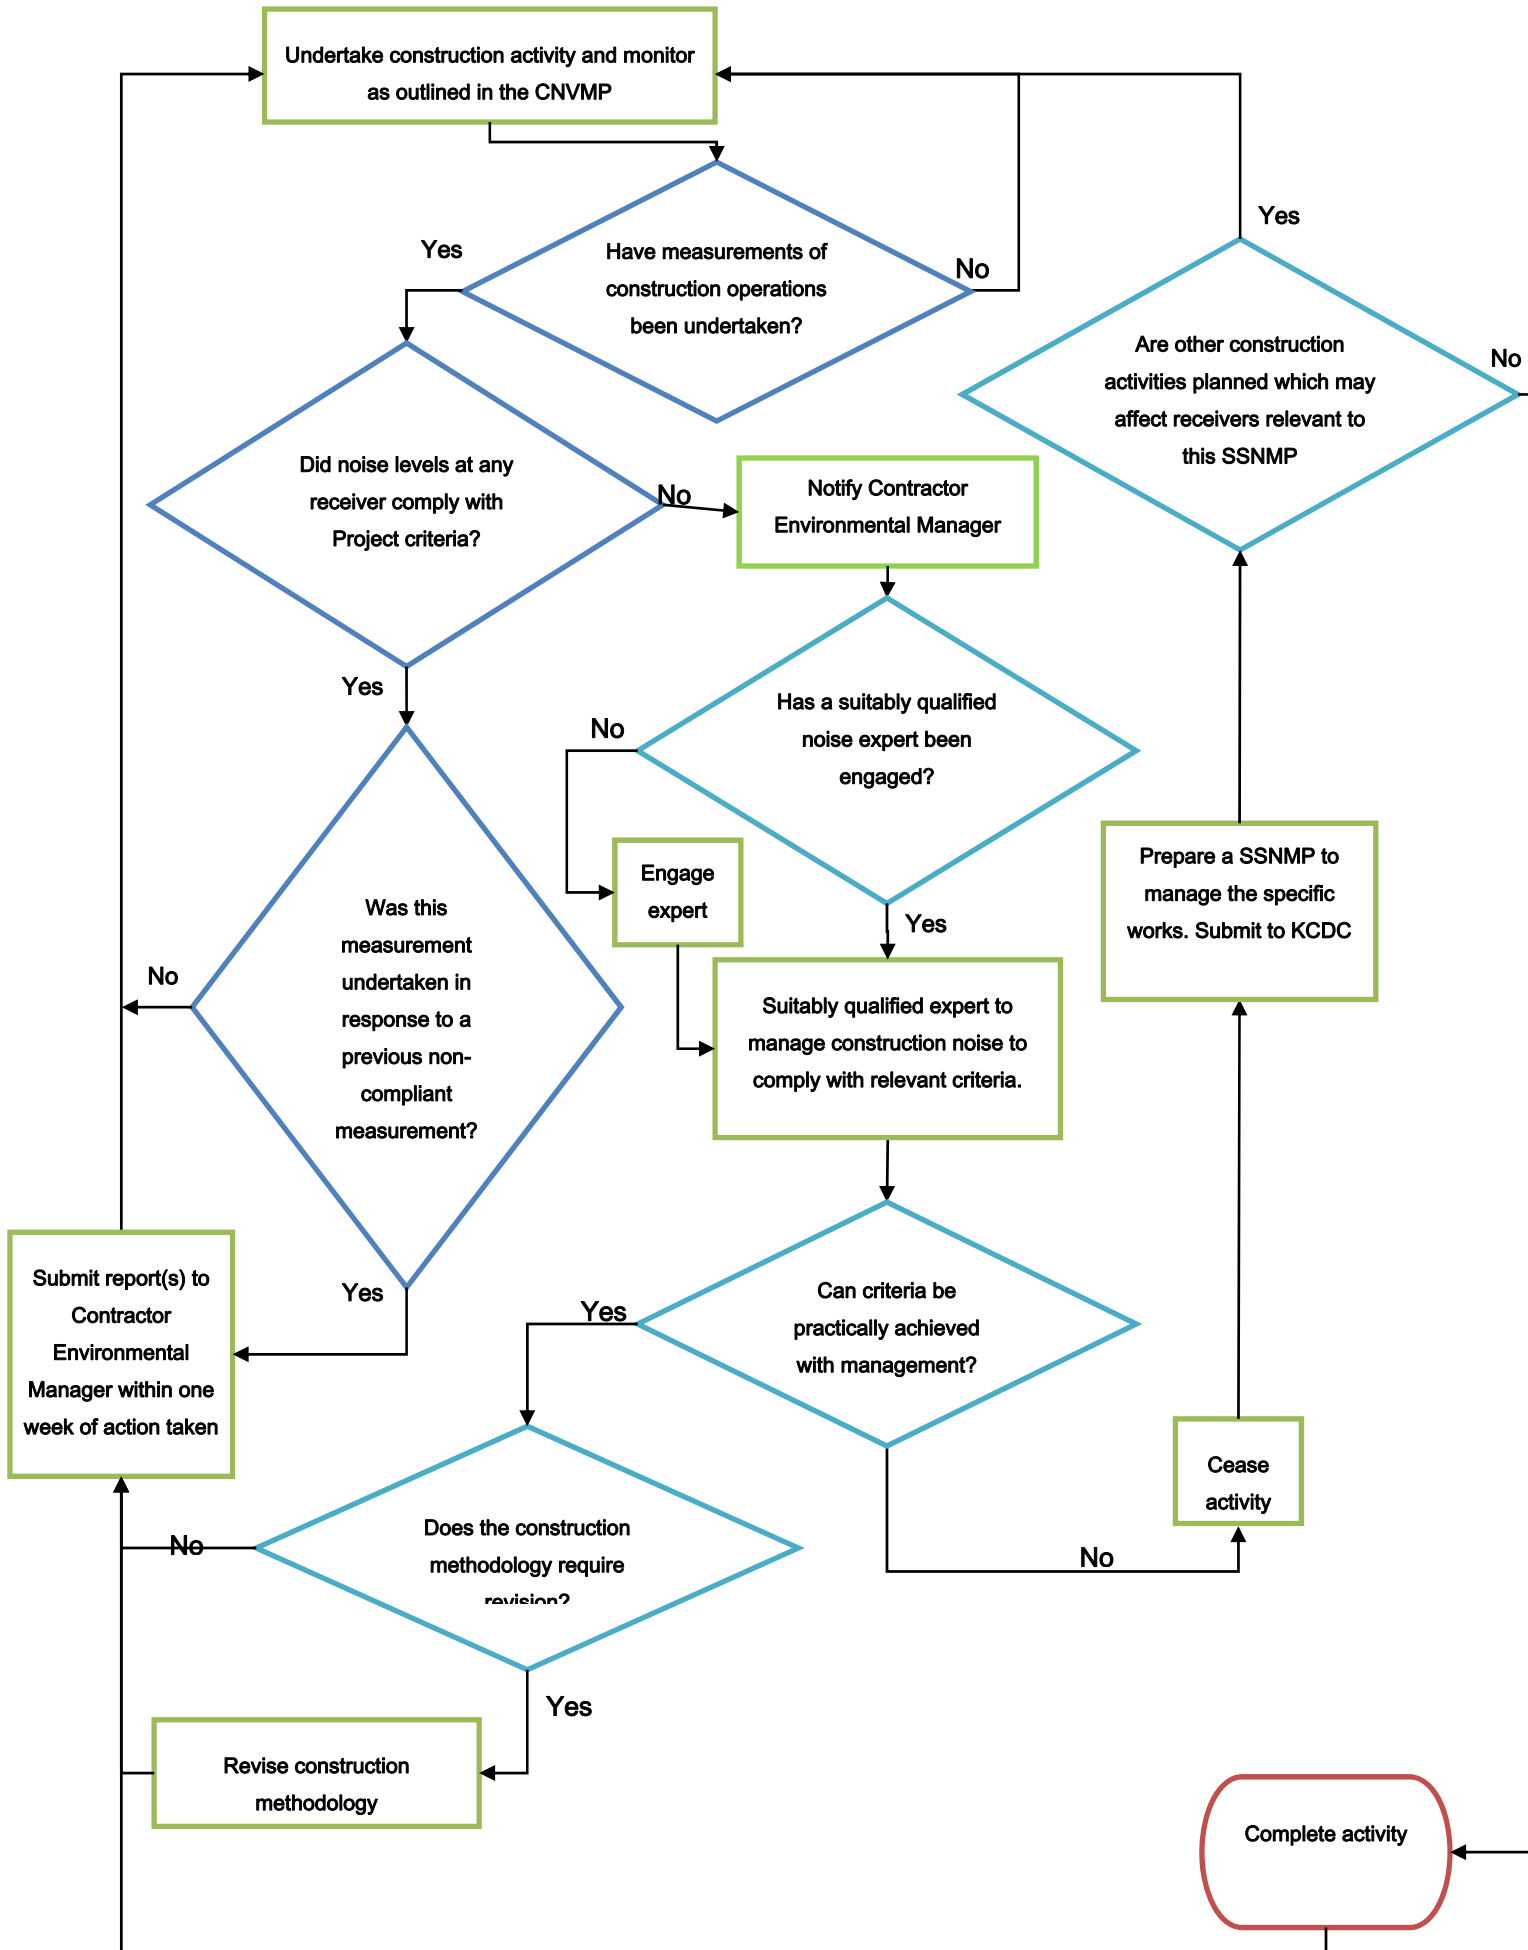 Undertake construction activity and monitor
as outlined in the CNVMP
Yes
Have measurements of
construction operations
been undertaken?
No
Yes
Are other construction
activities planned which may
affect receivers relevant to
this SSNMP
No
Did noise levels at any
receiver comply with
Project criteria?
No
Notify Contractor
Environmental Manager
Yes
Has a suitably qualified
noise expert been
engaged?
No
Yes
Engage
expert
Prepare a SSNMP to
manage the specific
works. Submit to KCDC
Was this
measurement
undertaken in
response to a
previous non-
compliant
measurement?
No
Yes
Suitably qualified expert to
manage construction noise to
comply with relevant criteria.
Submit report(s) to
Contractor
Environmental
Manager within one
week of action taken
Can criteria be
practically achieved
with management?
Yes
No
Cease
activity
Does the construction
methodology require
revision?
No
Yes
Revise construction
methodology
Complete activity